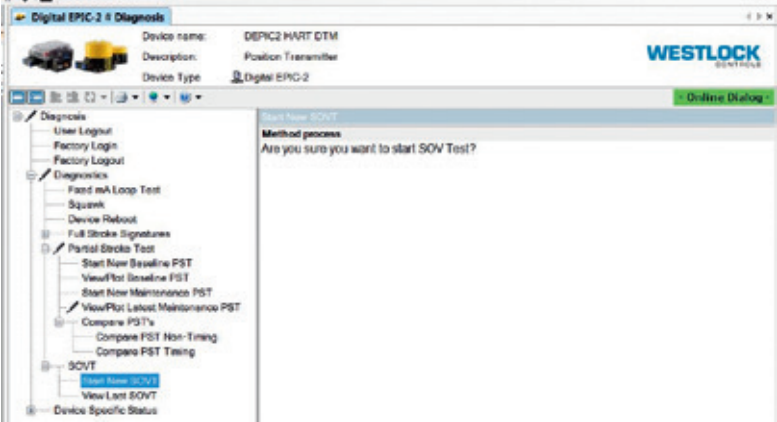 Digital EPIC-2 # Diagnosis
Device name: DEPIC2 HART DTM
Description: Position Transmitter
Device Type Digital EPIC-2
WESTLOCK
CONTROLS
Online Dialog
Diagnosis
User Logout
Factory Login
Factory Logout
Diagnostics
Fixed mA Loop Test
Squawk
Device Reboot
Full Stroke Signatures
Partial Stroke Test
Start New Baseline PST
View/Plot Baseline PST
Start New Maintenance PST
View/Plot Latest Maintenance PST
Compare PST's
Compare PST Non-Timing
Compare PST Timing
SOVT
Start New SOVT
View Last SOVT
Device Specific Status
Start New SOVT
Method process
Are you sure you want to start SOV Test?